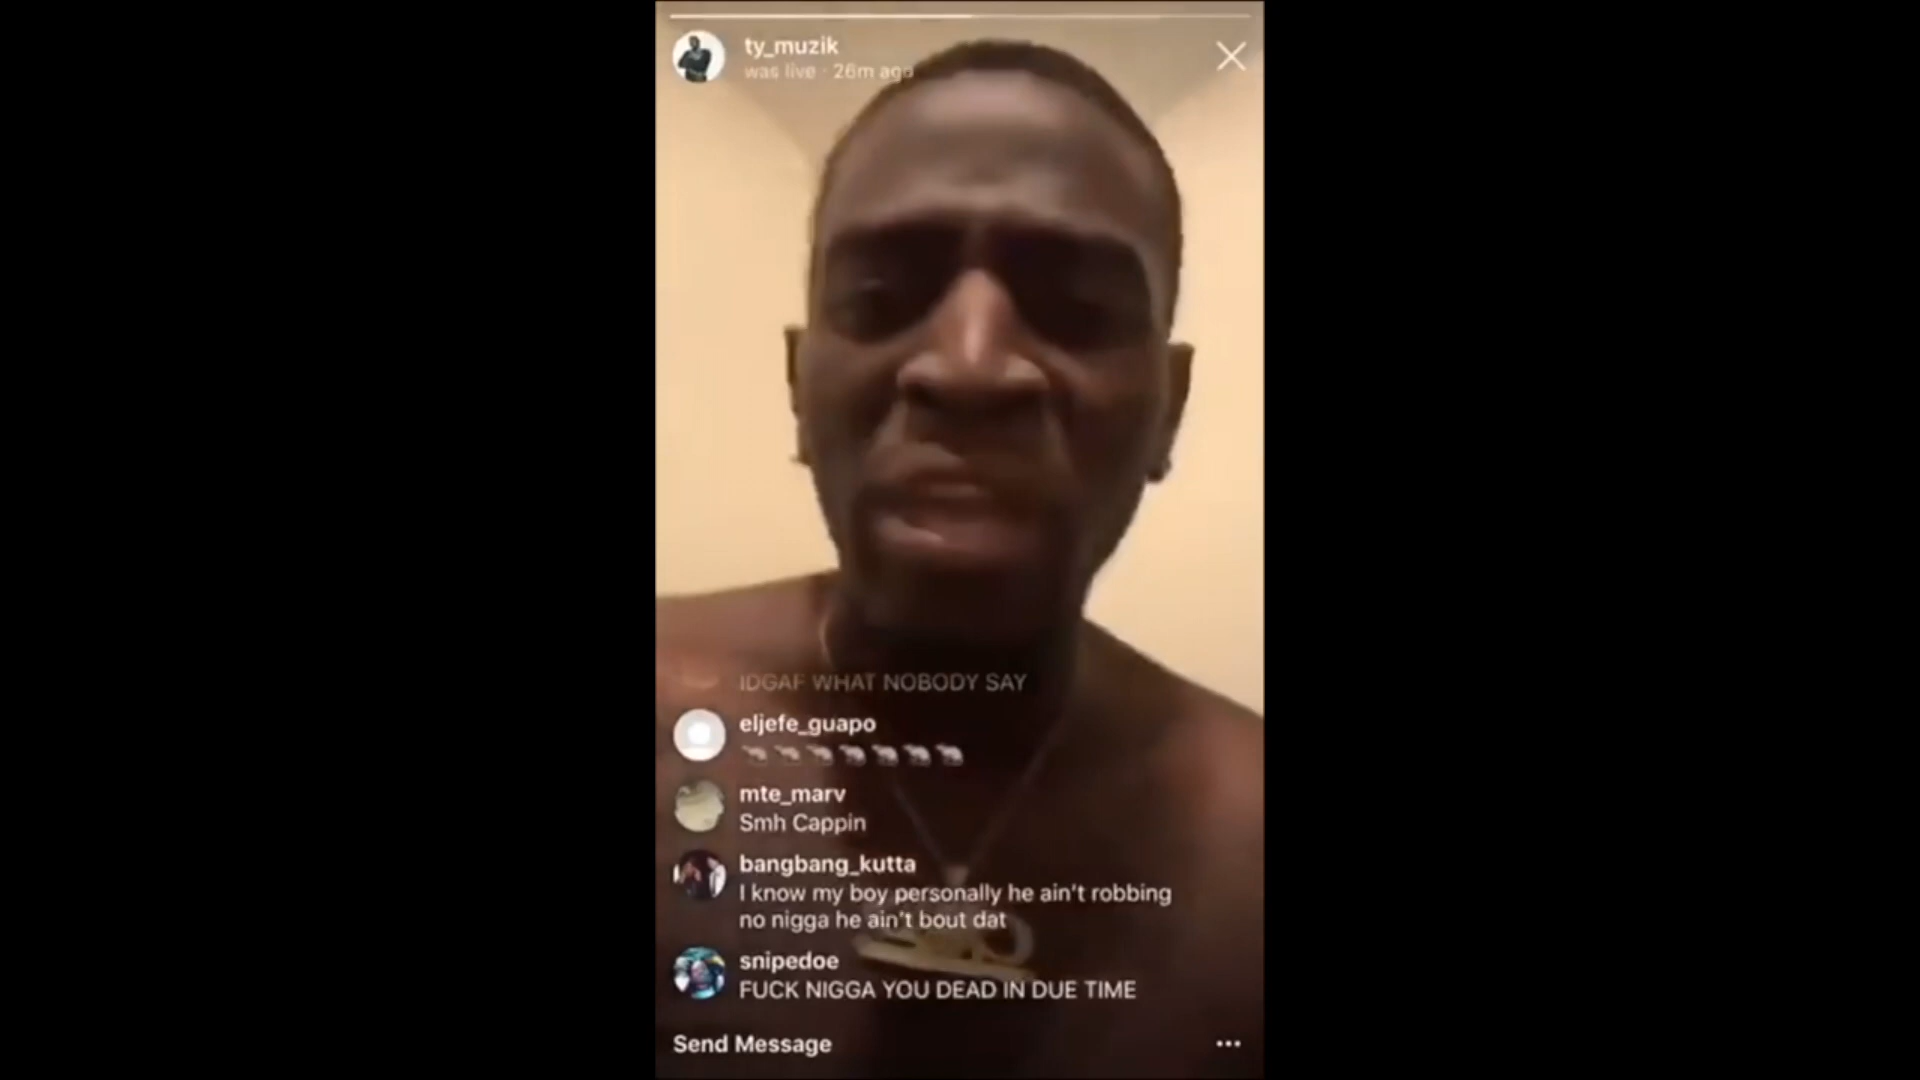 ty_muzik
was live · 26m ago
IDGAF WHAT NOBODY SAY
eljefe_guapo
🐀🐀🐀🐀🐀🐀🐀
mte_marv
Smh Cappin
bangbang_kutta
I know my boy personally he ain't robbing
no nigga he ain't bout dat
snipedoe
FUCK NIGGA YOU DEAD IN DUE TIME
Send Message